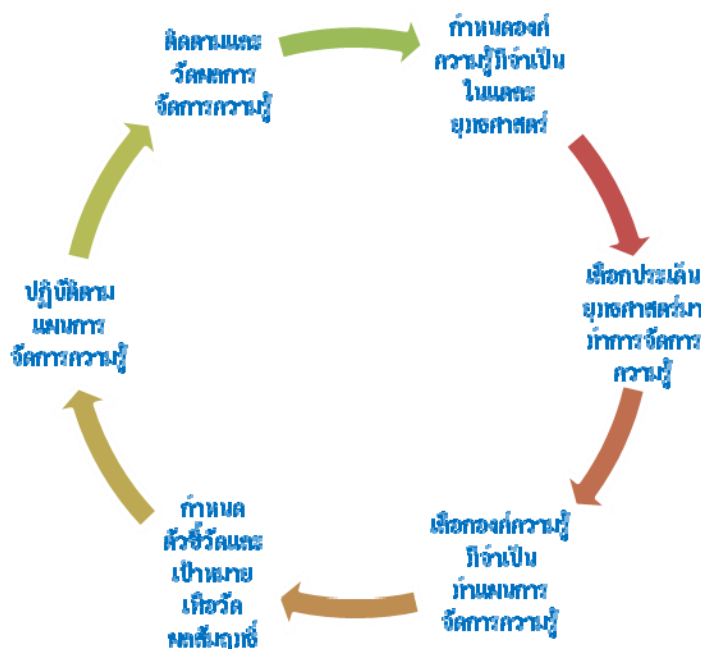 กำหนดองค์
ความรู้ที่จำเป็น
ในแต่ละ
ยุทธศาสตร์
เลือกประเด็น
ยุทธศาสตร์มา
ทำการจัดการ
ความรู้
เลือกองค์ความรู้
ที่จำเป็น
ทำแผนการ
จัดการความรู้
กำหนด
ตัวชี้วัดและ
เป้าหมาย
เพื่อวัด
ผลสัมฤทธิ์
ปฏิบัติตาม
แผนการ
จัดการความรู้
ติดตามและ
วัดผลการ
จัดการความรู้